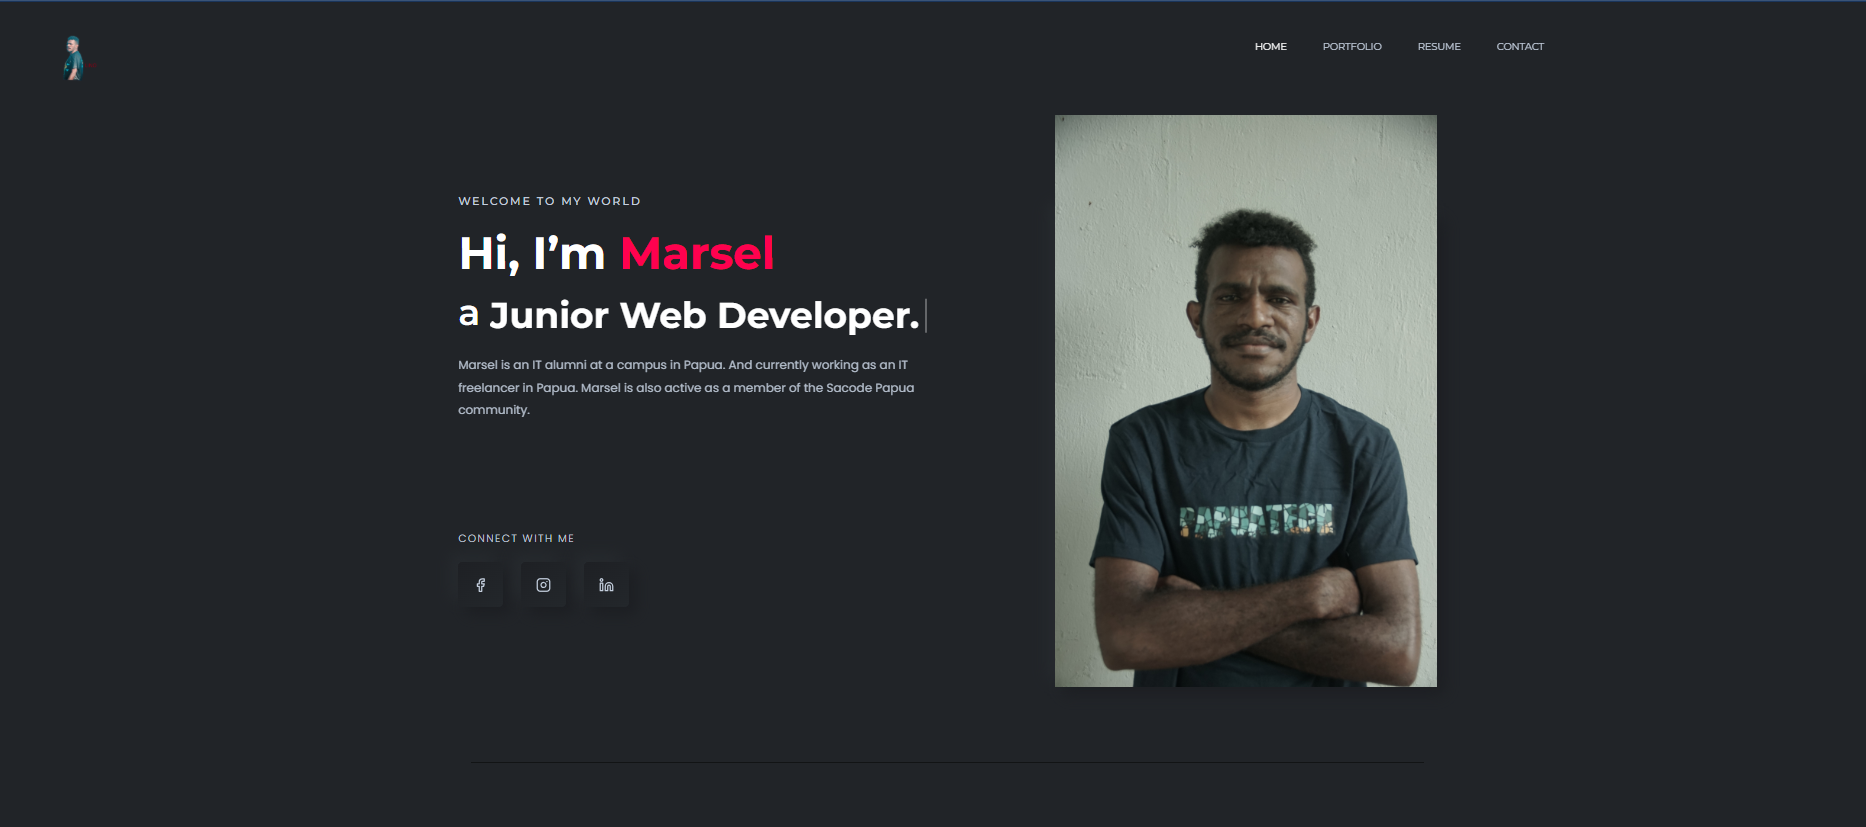 HOME PORTFOLIO RESUME CONTACT
WELCOME TO MY WORLD
Hi, I’m Marsel
a Junior Web Developer.
Marsel is an IT alumni at a campus in Papua. And currently working as an IT
freelancer in Papua. Marsel is also active as a member of the Sacode Papua
community.
PAPUATECH
CONNECT WITH ME